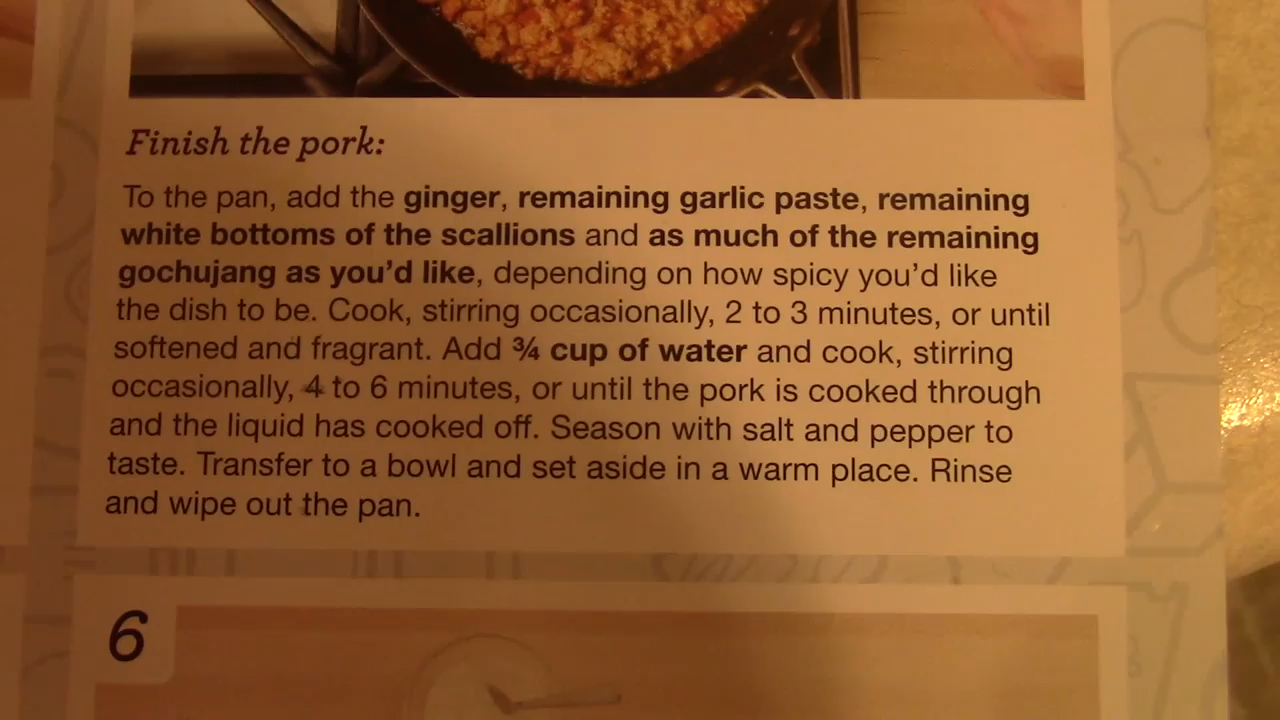 Finish the pork:
To the pan, add the ginger, remaining garlic paste, remaining
white bottoms of the scallions and as much of the remaining
gochujang as you'd like, depending on how spicy you'd like
the dish to be. Cook, stirring occasionally, 2 to 3 minutes, or until
softened and fragrant. Add ¾ cup of water and cook, stirring
occasionally, 4 to 6 minutes, or until the pork is cooked through
and the liquid has cooked off. Season with salt and pepper to
taste. Transfer to a bowl and set aside in a warm place. Rinse
and wipe out the pan.
6